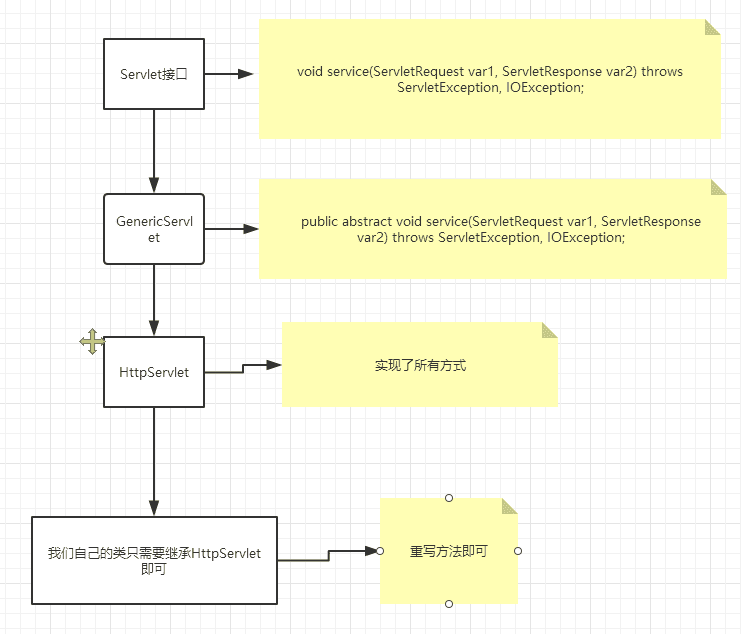 Servlet接口
void service(ServletRequest var1, ServletResponse var2) throws
ServletException, IOException;
GenericServl
et
public abstract void service(ServletRequest var1, ServletResponse
var2) throws ServletException, IOException;
HttpServlet
实现了所有方式
我们自己的类只需要继承HttpServlet
即可
重写方法即可